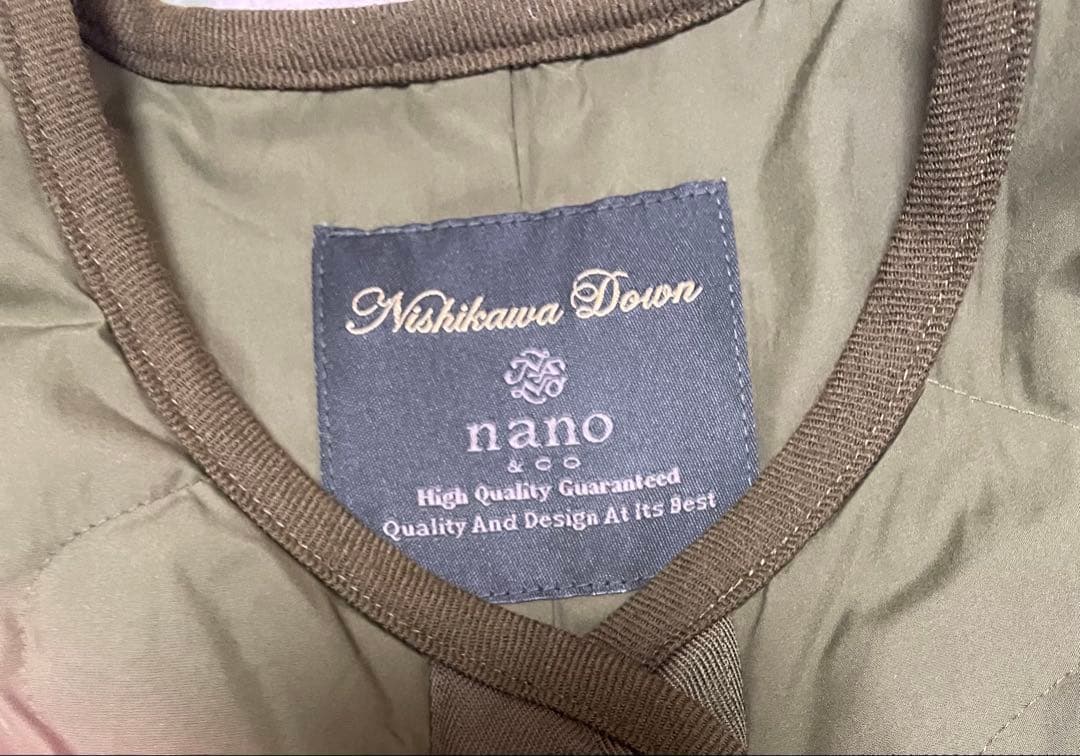 Nishikawa Down
nano
& co
High Quality Guaranteed
Quality And Design At Its Best